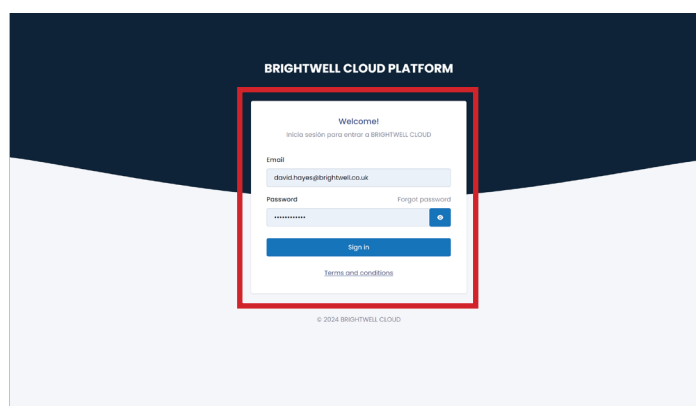 BRIGHTWELL CLOUD PLATFORM
Welcome!
Inicia sesión para entrar a BRIGHTWELL CLOUD
Email
david.hayes@brightwell.co.uk
Password Forgot password
••••••••••••
Sign In
Terms and conditions
© 2024 BRIGHTWELL CLOUD